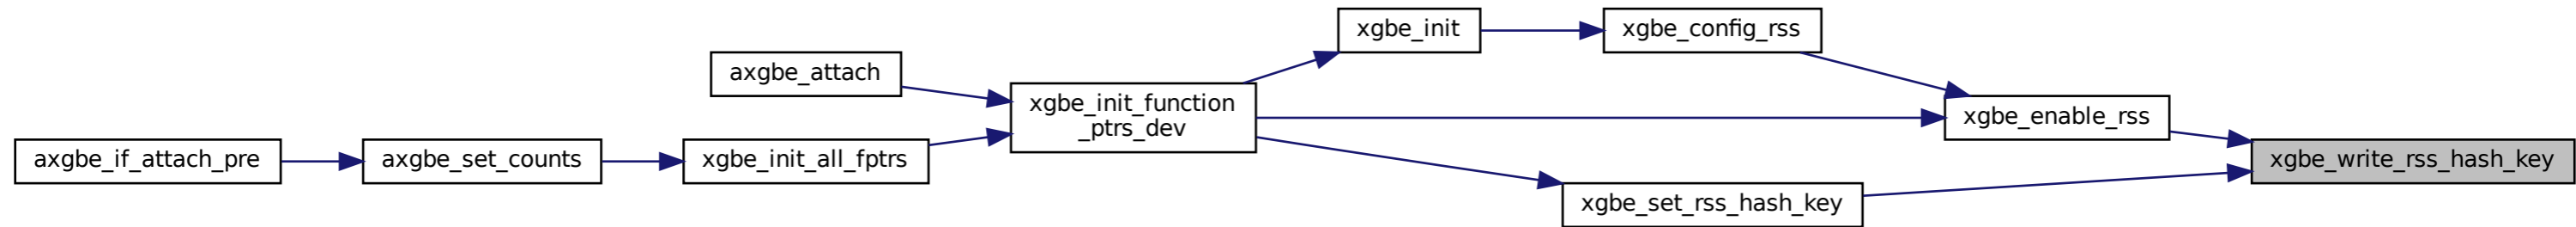 xgbe_init
xgbe_config_rss
axgbe_attach
xgbe_init_function
_ptrs_dev
xgbe_enable_rss
axgbe_if_attach_pre
axgbe_set_counts
xgbe_init_all_fptrs
xgbe_write_rss_hash_key
xgbe_set_rss_hash_key